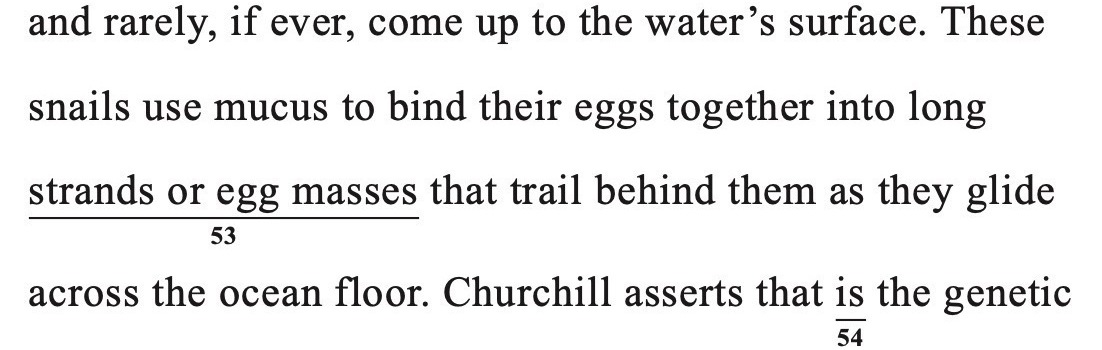 and rarely, if ever, come up to the water’s surface. These
snails use mucus to bind their eggs together into long
strands or egg masses that trail behind them as they glide
53
across the ocean floor. Churchill asserts that is the genetic
54